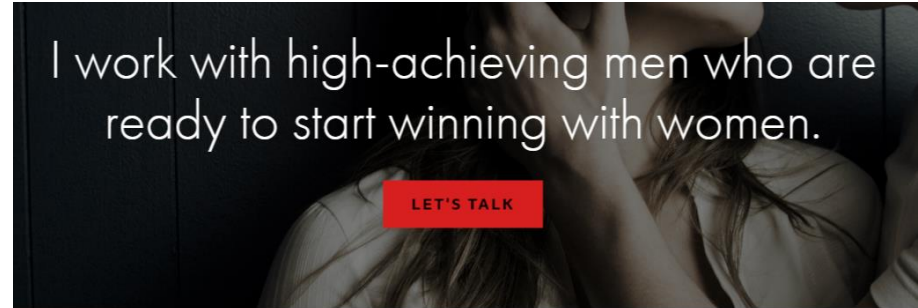 I work with high-achieving men who are
ready to start winning with women.
LET'S TALK